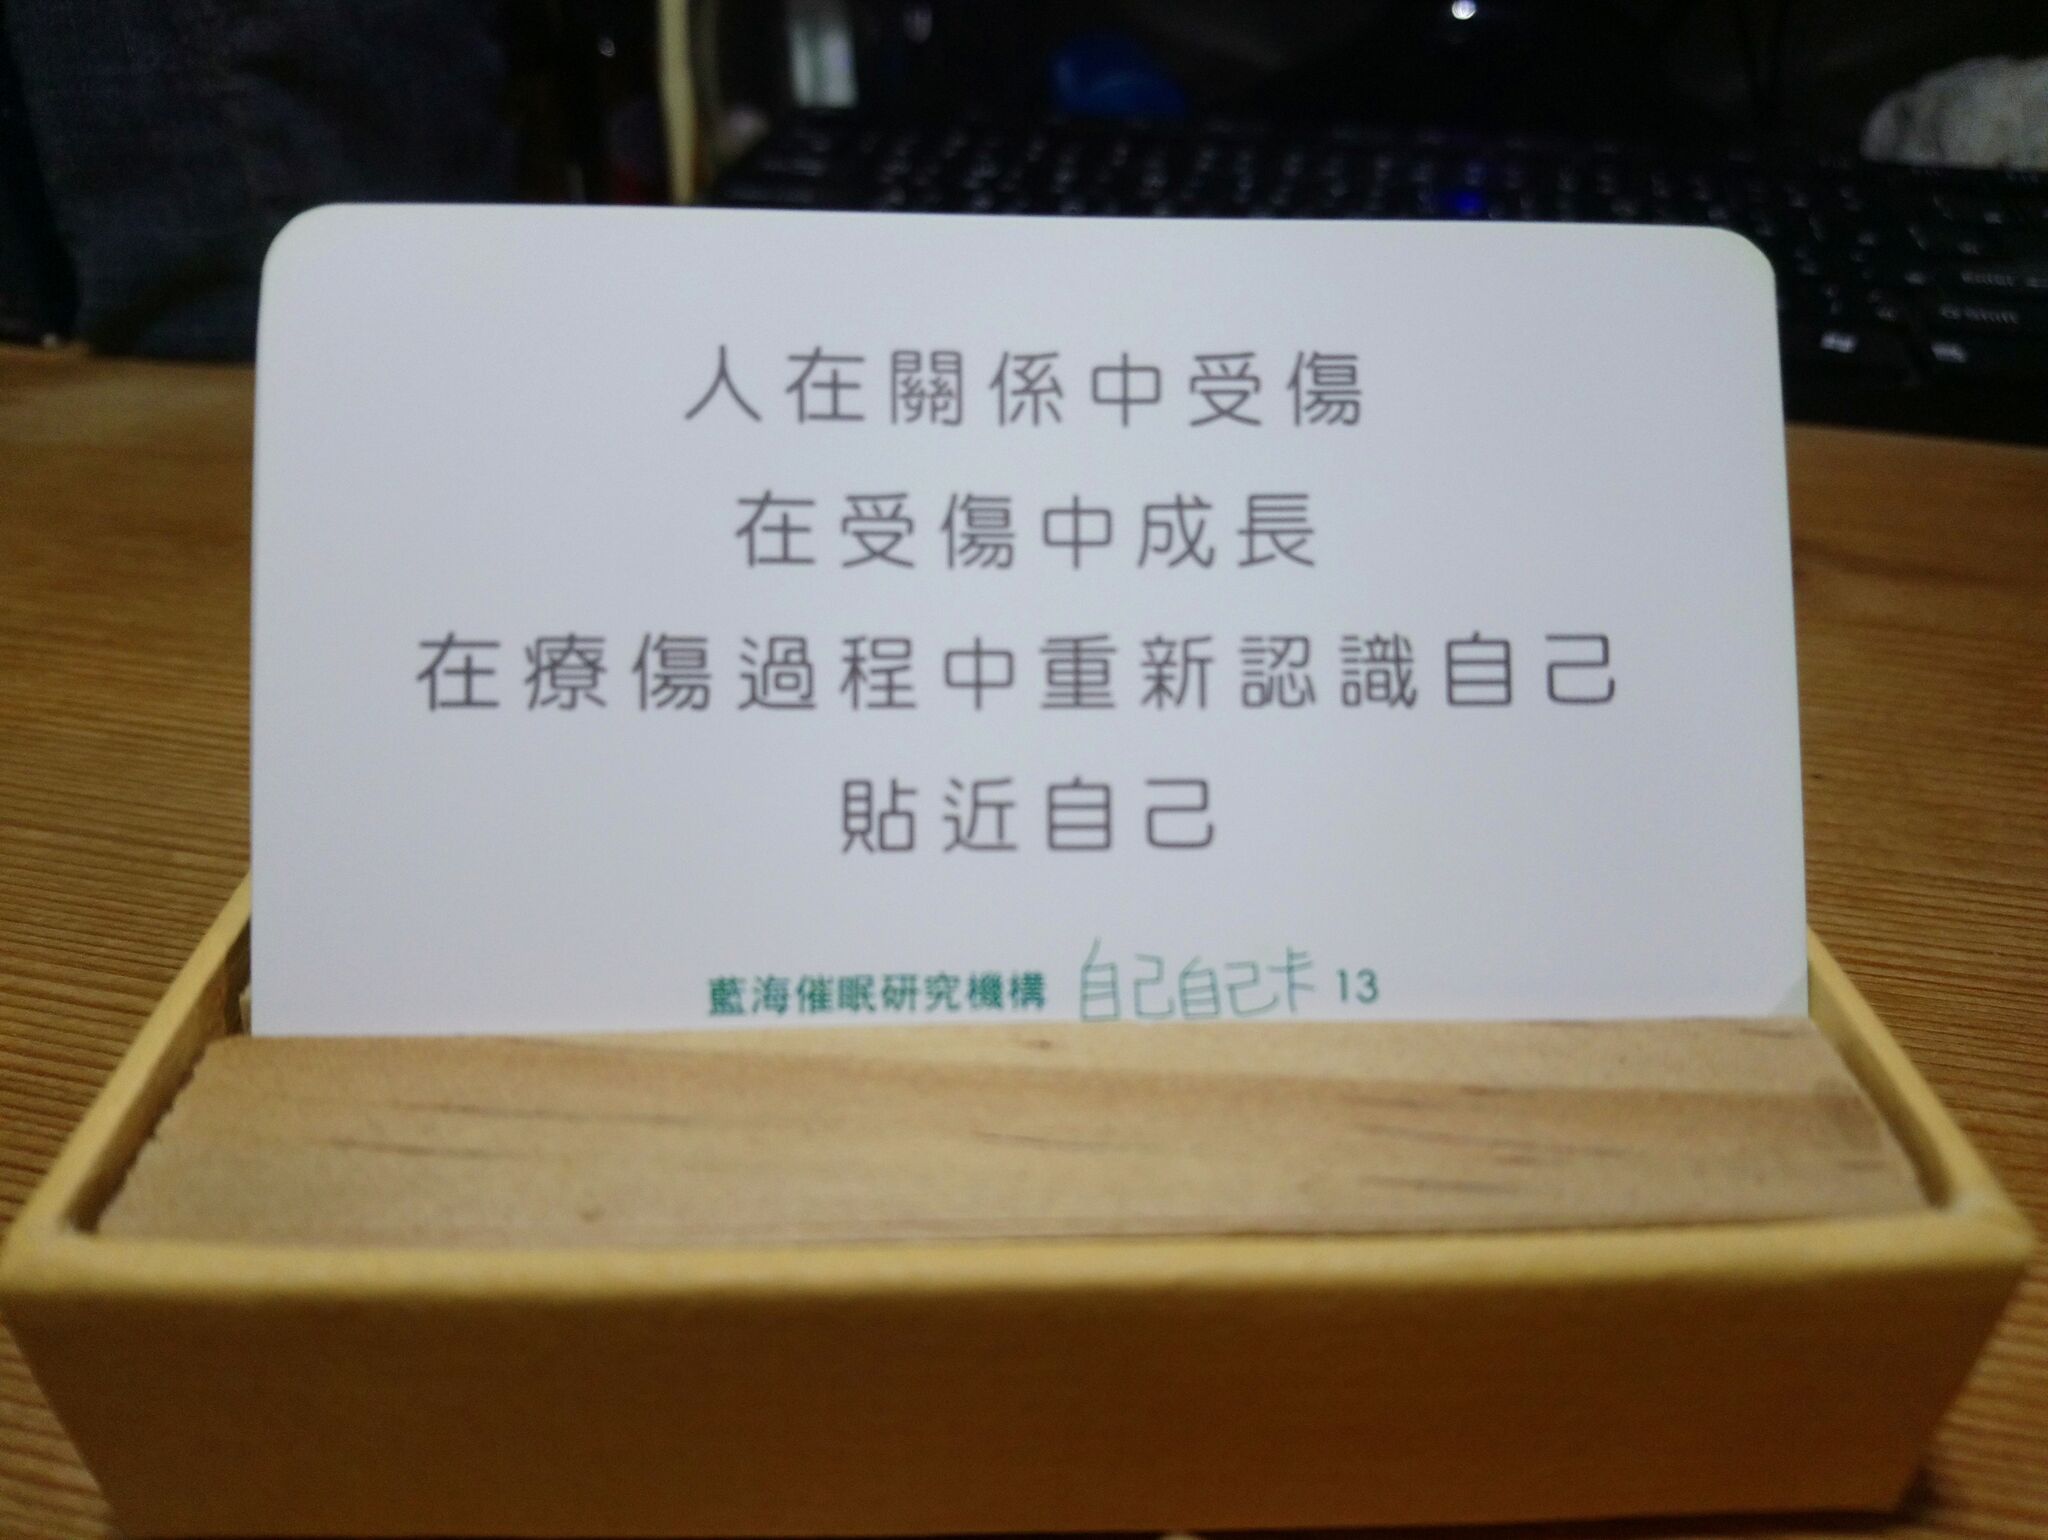 人在關係中受傷
在受傷中成長
在療傷過程中重新認識自己
貼近自己
藍海催眠研究機構 自己自己卡 13